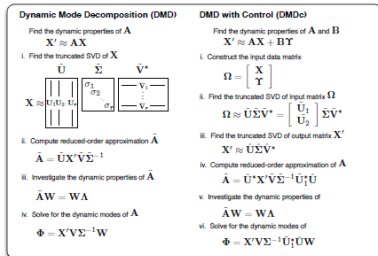 Dynamic Mode Decomposition (DMD)
Find the dynamic properties of A
X′ ≈ AX
i. Find the truncated SVD of X
Ũ Σ̃ Ṽ*
X ≈ U₁U₂ Uᵣ σ₁ σ₂ σᵣ V₁ ⋮ Vᵣ
ii. Compute reduced-order approximation Ã
Ã = ŨX′ṼΣ̃⁻¹
iii. Investigate the dynamic properties of Ã
ÃW = WΛ
iv. Solve for the dynamic modes of A
Φ = X′VΣ⁻¹W
DMD with Control (DMDc)
Find the dynamic properties of A and B
X′ ≈ AX + BΥ
i. Construct the input data matrix
Ω = [ X
Υ ]
ii. Find the truncated SVD of input matrix Ω
Ω ≈ ŨΣ̃Ṽ* = [ Ũ₁
Ũ₂ ] Σ̃Ṽ*
iii. Find the truncated SVD of output matrix X′
X′ ≈ ÛΣ̂V̂*
iv. Compute reduced-order approximation of A
Ã = Û*X′ṼΣ̃⁻¹Ũ₁*Û
v. Investigate the dynamic properties of
ÃW = WΛ
vi. Solve for the dynamic modes of
Φ = X′VΣ⁻¹Ũ₁*ÛW